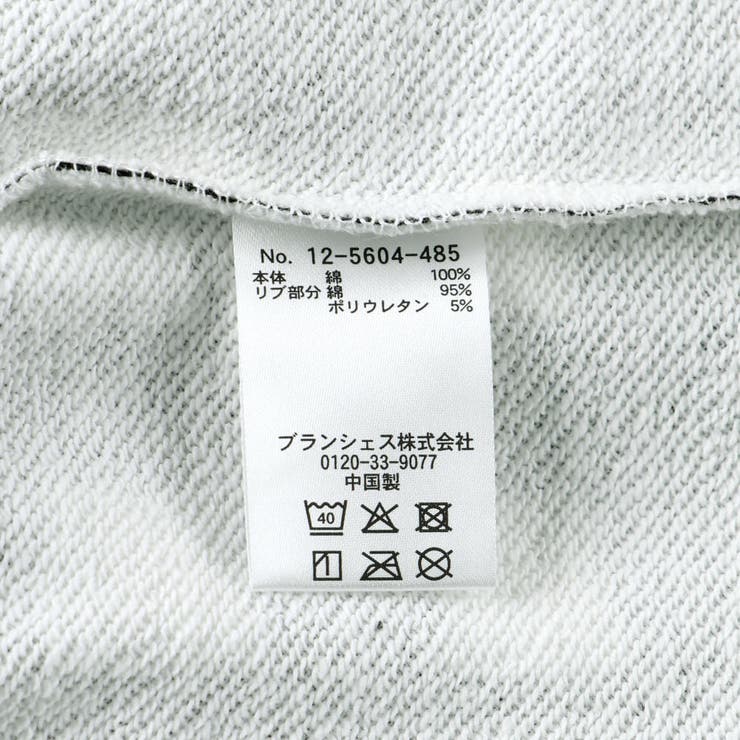 No. 12-5604-485
本体 綿 100%
リブ部分 綿 95%
ポリウレタン 5%
ブランシェス株式会社
0120-33-9077
中国製
40